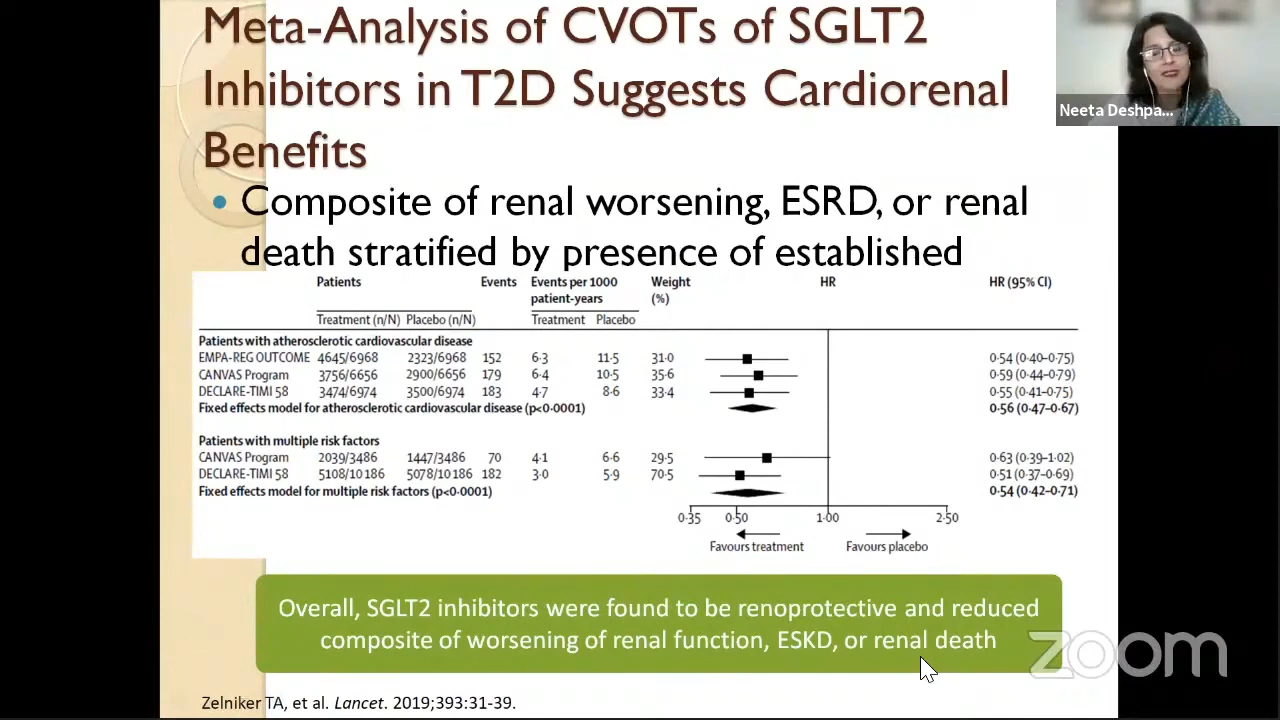 Meta-Analysis of CVOTs of SGLT2
Inhibitors in T2D Suggests Cardiorenal
Benefits
Neeta Deshpa...
• Composite of renal worsening, ESRD, or renal
death stratified by presence of established
Patients Events Events per 1000 Weight HR HR (95% CI)
patient-years (%)
Treatment (n/N) Placebo (n/N) Treatment Placebo
Patients with atherosclerotic cardiovascular disease
EMPA-REG OUTCOME 4645/6968 2323/6968 152 6·3 11·5 31·0 0·54 (0·40–0·75)
CANVAS Program 3756/6656 2900/6656 179 6·4 10·5 35·6 0·59 (0·44–0·79)
DECLARE-TIMI 58 3474/6974 3500/6974 183 4·7 8·6 33·4 0·55 (0·41–0·75)
Fixed effects model for atherosclerotic cardiovascular disease (p<0·0001) 0·56 (0·47–0·67)
Patients with multiple risk factors
CANVAS Program 2039/3486 1447/3486 70 4·1 6·6 29·5 0·63 (0·39–1·02)
DECLARE-TIMI 58 5108/10 186 5078/10 186 182 3·0 5·9 70·5 0·51 (0·37–0·69)
Fixed effects model for multiple risk factors (p<0·0001) 0·54 (0·42–0·71)
0·35 0·50 1·00 2·50
Favours treatment Favours placebo
Overall, SGLT2 inhibitors were found to be renoprotective and reduced
composite of worsening of renal function, ESKD, or renal death
zoom
Zelniker TA, et al. Lancet. 2019;393:31-39.